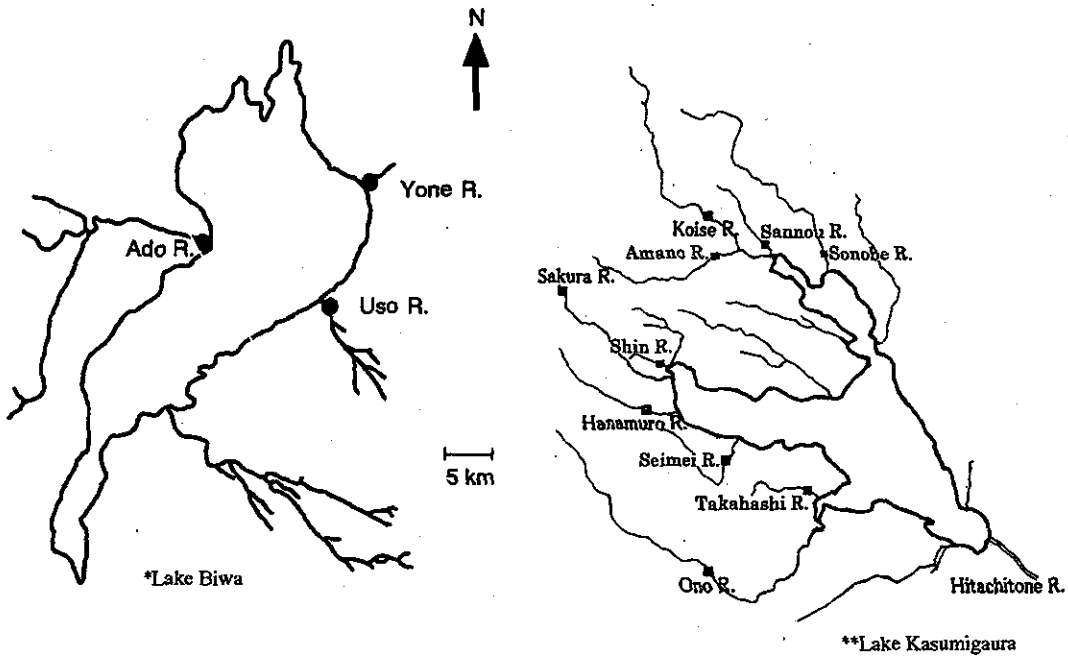 N
Yone R.
Ado R.
Uso R.
5 km
*Lake Biwa
Koise R.
Sannou R.
Amano R.
Sonobe R.
Sakura R.
Shin R.
Hanamuro R.
Seimei R.
Takahashi R.
Ono R.
Hitachitone R.
**Lake Kasumigaura